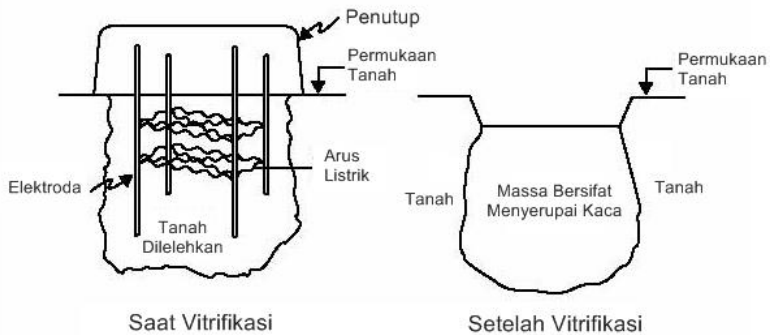 Penutup
Permukaan
Tanah
Elektroda
Arus
Listrik
Tanah
Dilelehkan
Saat Vitrifikasi
Permukaan
Tanah
Tanah
Massa Bersifat
Menyerupai Kaca
Tanah
Setelah Vitrifikasi